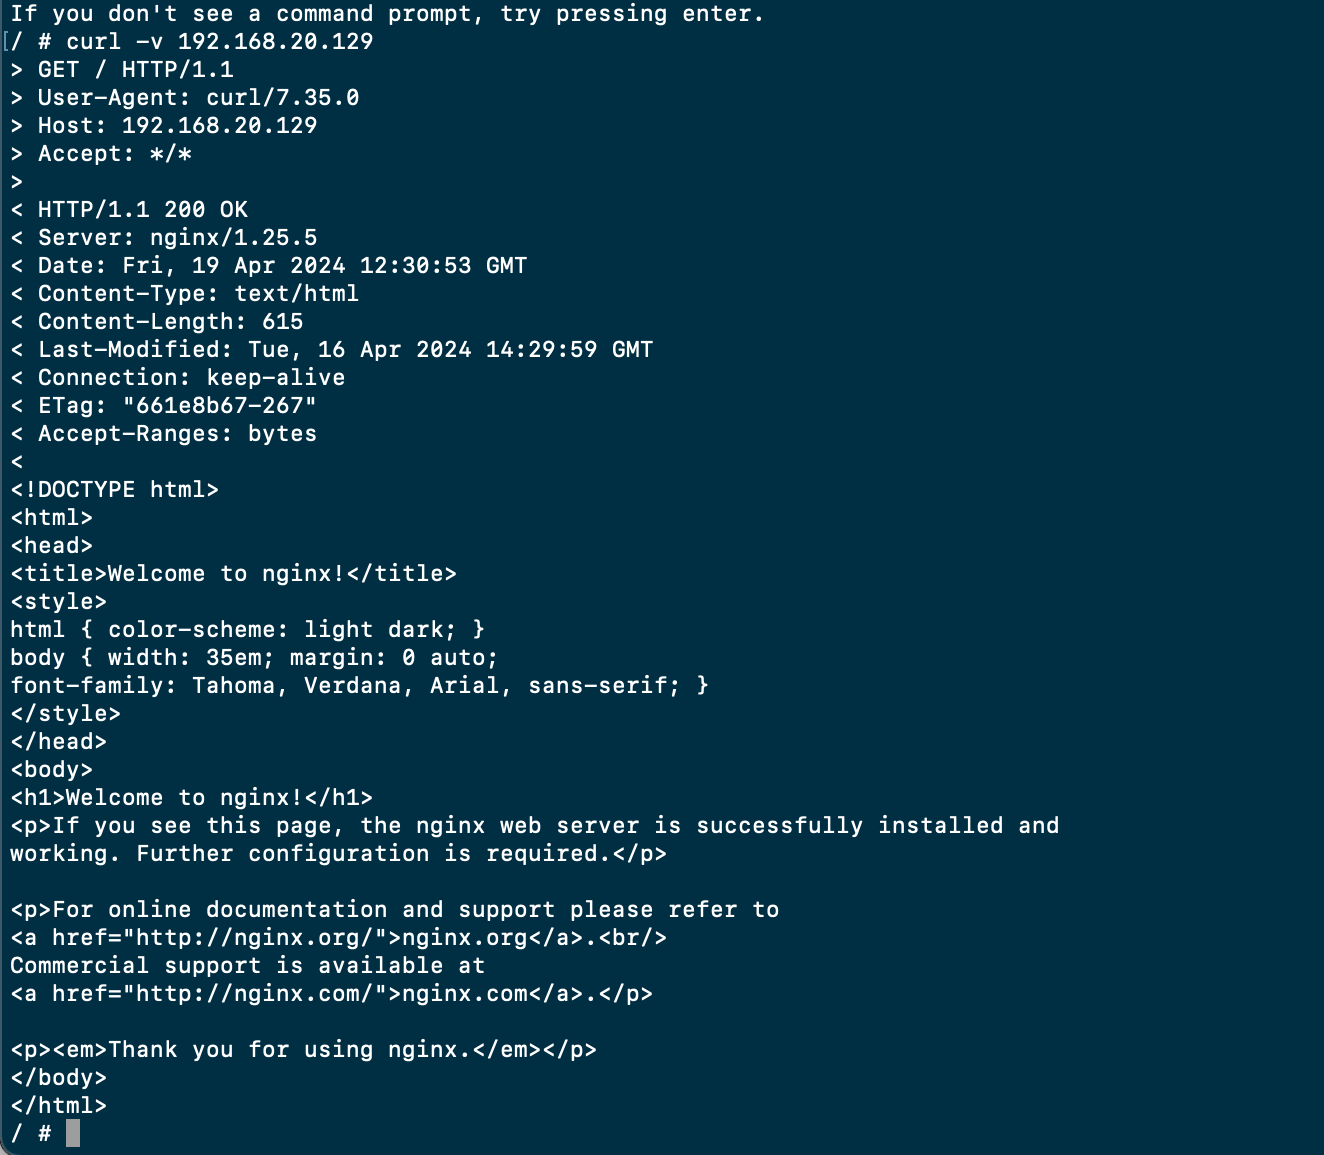 If you don't see a command prompt, try pressing enter.
[/ # curl -v 192.168.20.129
> GET / HTTP/1.1
> User-Agent: curl/7.35.0
> Host: 192.168.20.129
> Accept: */*
>
< HTTP/1.1 200 OK
< Server: nginx/1.25.5
< Date: Fri, 19 Apr 2024 12:30:53 GMT
< Content-Type: text/html
< Content-Length: 615
< Last-Modified: Tue, 16 Apr 2024 14:29:59 GMT
< Connection: keep-alive
< ETag: "661e8b67-267"
< Accept-Ranges: bytes
<
<!DOCTYPE html>
<html>
<head>
<title>Welcome to nginx!</title>
<style>
html { color-scheme: light dark; }
body { width: 35em; margin: 0 auto;
font-family: Tahoma, Verdana, Arial, sans-serif; }
</style>
</head>
<body>
<h1>Welcome to nginx!</h1>
<p>If you see this page, the nginx web server is successfully installed and
working. Further configuration is required.</p>

<p>For online documentation and support please refer to
<a href="http://nginx.org/">nginx.org</a>.<br/>
Commercial support is available at
<a href="http://nginx.com/">nginx.com</a>.</p>

<p><em>Thank you for using nginx.</em></p>
</body>
</html>
/ #